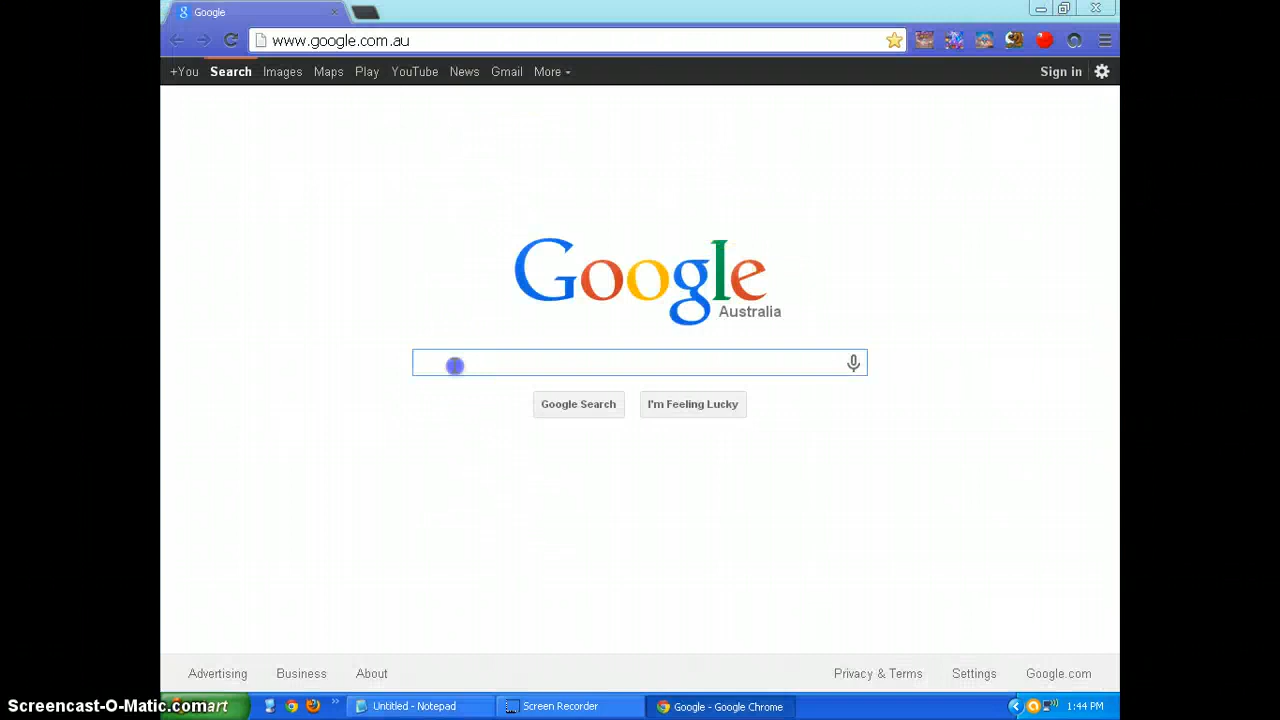 Google
www.google.com.au
+You Search Images Maps Play YouTube News Gmail More Sign in
Google
Australia
Google Search I'm Feeling Lucky
Advertising Business About Privacy & Terms Settings Google.com
Screencast-O-Matic.com art Untitled - Notepad Screen Recorder Google - Google Chrome 1:44 PM